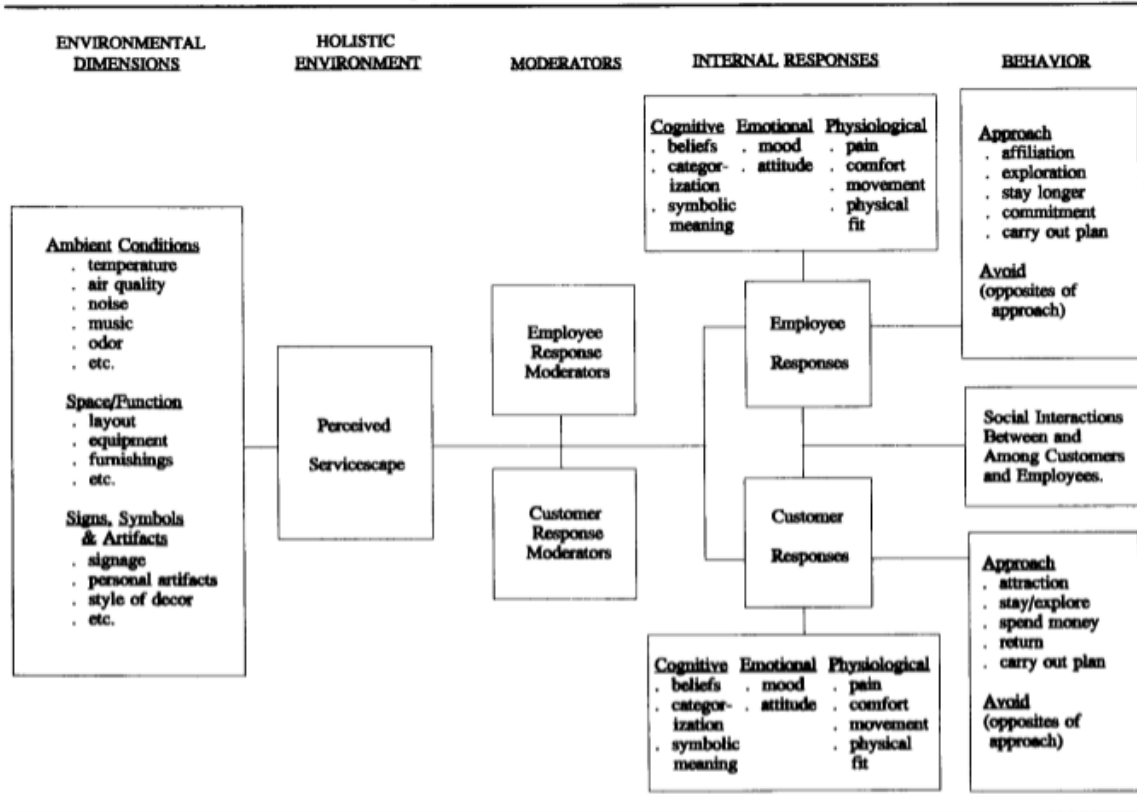 ENVIRONMENTAL
DIMENSIONS
HOLISTIC
ENVIRONMENT
MODERATORS
INTERNAL RESPONSES
BEHAVIOR
Ambient Conditions
. temperature
. air quality
. noise
. music
. odor
. etc.
Space/Function
. layout
. equipment
. furnishings
. etc.
Signs, Symbols
& Artifacts
. signage
. personal artifacts
. style of decor
. etc.
Perceived
Servicescape
Employee
Response
Moderators
Customer
Response
Moderators
Cognitive Emotional Physiological
. beliefs . mood . pain
. categor- . attitude . comfort
ization . movement
. symbolic . physical
meaning fit
Employee
Responses
Customer
Responses
Cognitive Emotional Physiological
. beliefs . mood . pain
. categor- . attitude . comfort
ization . movement
. symbolic . physical
meaning fit
Approach
. affiliation
. exploration
. stay longer
. commitment
. carry out plan
Avoid
(opposites of
approach)
Social Interactions
Between and
Among Customers
and Employees.
Approach
. attraction
. stay/explore
. spend money
. return
. carry out plan
Avoid
(opposites of
approach)